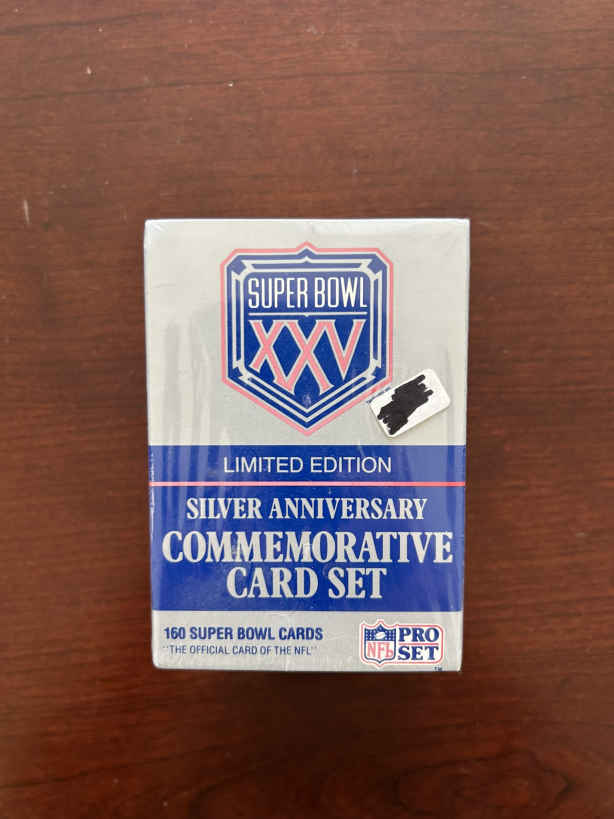 SUPER BOWL
XXV
LIMITED EDITION
SILVER ANNIVERSARY
COMMEMORATIVE
CARD SET
160 SUPER BOWL CARDS
"THE OFFICIAL CARD OF THE NFL"
NFL
PRO
SET
TM